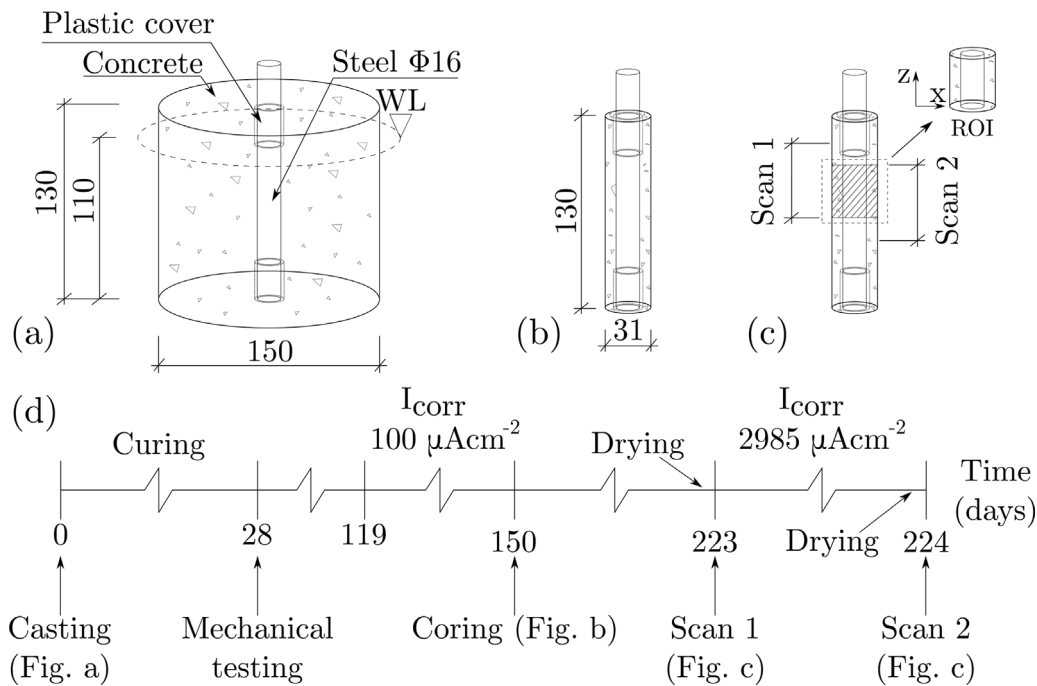 Plastic cover
Concrete
Steel Φ16
WL
130
110
150
(a)
130
31
(b)
Scan 1
Scan 2
z
x
ROI
(c)
(d)
Curing
Icorr
100 μAcm-2
Drying
Icorr
2985 μAcm-2
Time
(days)
0
28
119
150
223
Drying
224
Casting
(Fig. a)
Mechanical
testing
Coring (Fig. b)
Scan 1
(Fig. c)
Scan 2
(Fig. c)